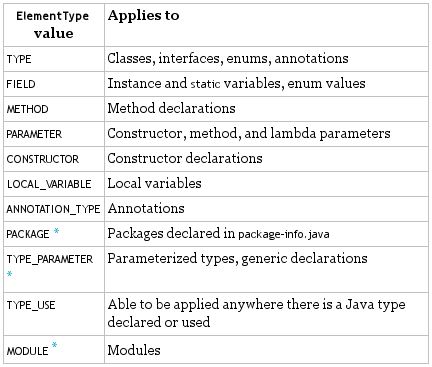 ElementType Applies to
value
TYPE Classes, interfaces, enums, annotations
FIELD Instance and static variables, enum values
METHOD Method declarations
PARAMETER Constructor, method, and lambda parameters
CONSTRUCTOR Constructor declarations
LOCAL_VARIABLE Local variables
ANNOTATION_TYPE Annotations
PACKAGE * Packages declared in package-info.java
TYPE_PARAMETER Parameterized types, generic declarations
*
TYPE_USE Able to be applied anywhere there is a Java type
declared or used
MODULE * Modules